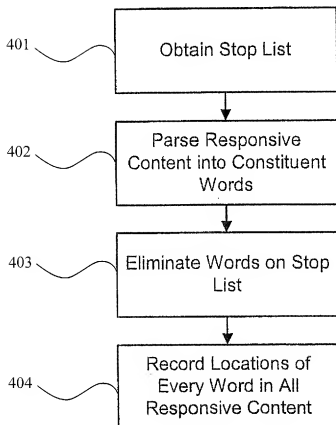 401
Obtain Stop List
402
Parse Responsive
Content into Constituent
Words
403
Eliminate Words on Stop
List
404
Record Locations of
Every Word in All
Responsive Content